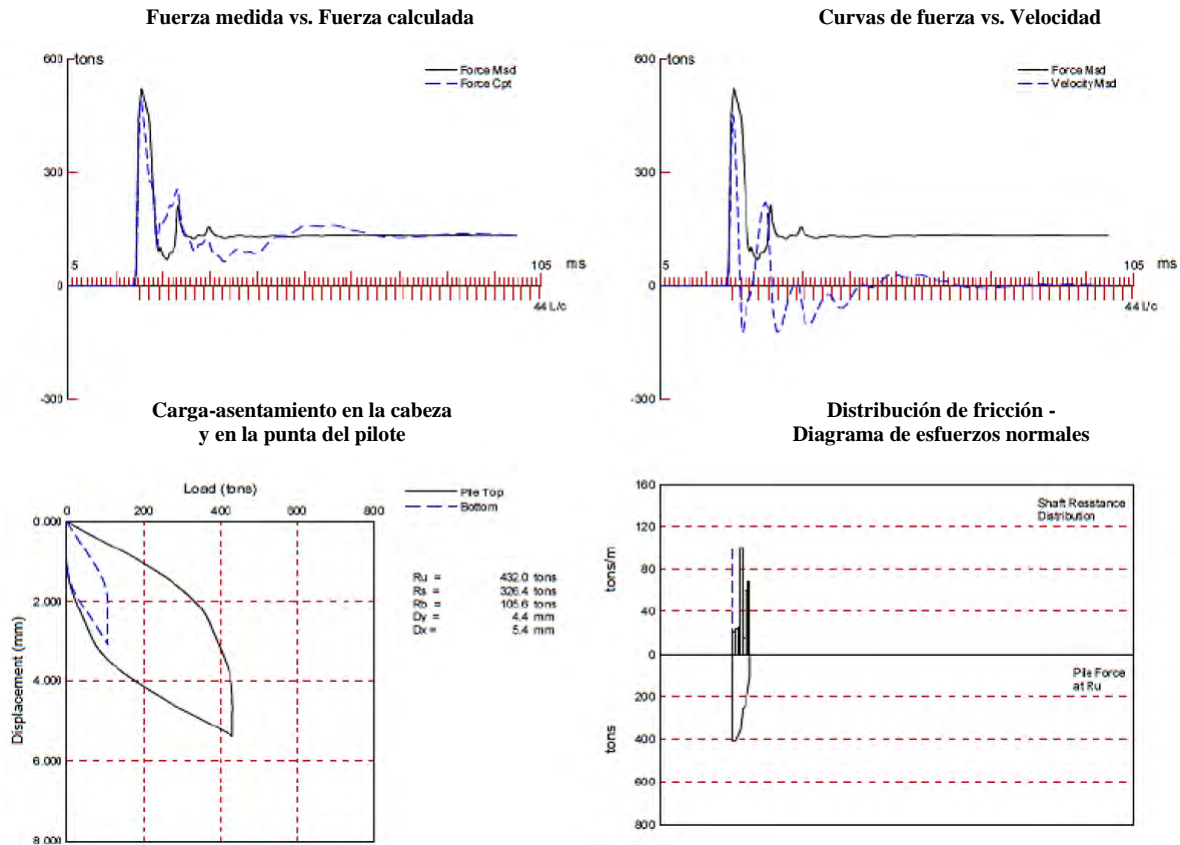 Fuerza medida vs. Fuerza calculada
tons
600
300
0
-300
5
105
ms
44 L/c
Force Msd
Force Cpt
Curvas de fuerza vs. Velocidad
tons
600
300
0
-300
5
105
ms
44 L/c
Force Msd
Velocity Msd
Carga-asentamiento en la cabeza
y en la punta del pilote
Load (tons)
0 200 400 600 800
Displacement (mm)
0.000
2.000
4.000
6.000
8.000
Pile Top
Bottom
Ru = 432.0 tons
Rs = 326.4 tons
Rb = 105.6 tons
Dy = 4.4 mm
Dx = 5.4 mm
Distribución de fricción -
Diagrama de esfuerzos normales
tons/m
160
120
80
40
0
Shaft Resistance
Distribution
tons
200
400
600
800
Pile Force
at Ru